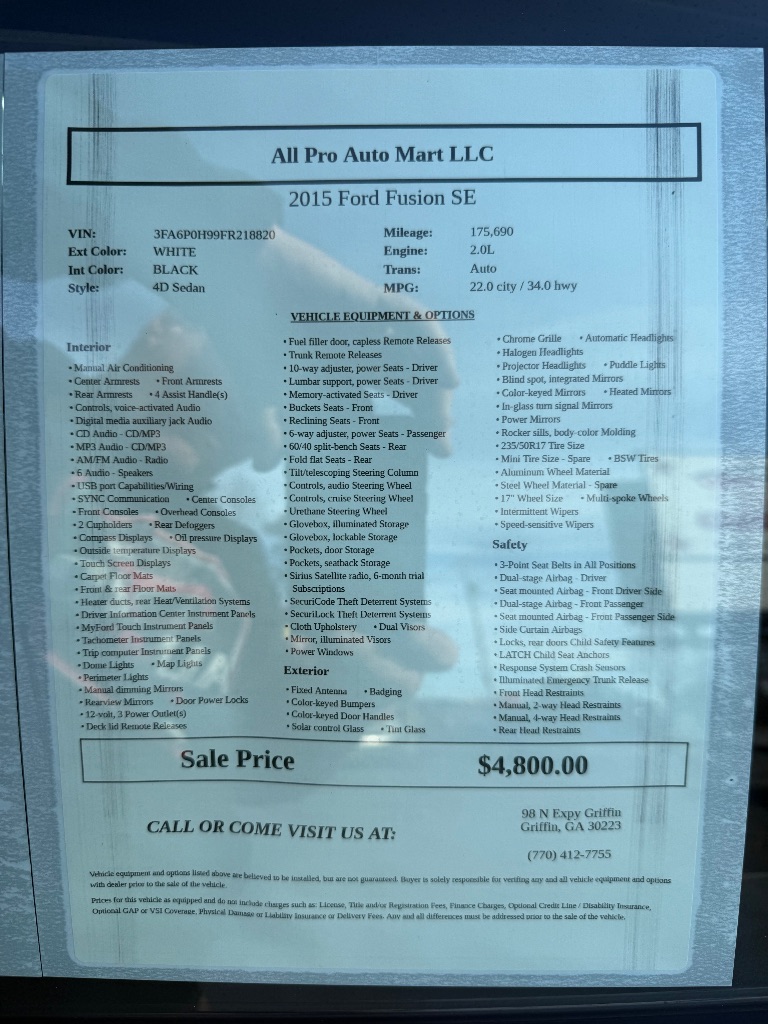 All Pro Auto Mart LLC
2015 Ford Fusion SE
VIN: 3FA6P0H99FR218820
Ext Color: WHITE
Int Color: BLACK
Style: 4D Sedan
Mileage: 175,690
Engine: 2.0L
Trans: Auto
MPG: 22.0 city / 34.0 hwy
VEHICLE EQUIPMENT & OPTIONS
Interior
• Manual Air Conditioning
• Center Armrests • Front Armrests
• Rear Armrests • 4 Assist Handle(s)
• Controls, voice-activated Audio
• Digital media auxiliary jack Audio
• CD Audio - CD/MP3
• MP3 Audio - CD/MP3
• AM/FM Audio - Radio
• 6 Audio - Speakers
• USB port Capabilities/Wiring
• SYNC Communication • Center Consoles
• Front Consoles • Overhead Consoles
• 2 Cupholders • Rear Defoggers
• Compass Displays • Oil pressure Displays
• Outside temperature Displays
• Touch Screen Displays
• Carpet Floor Mats
• Front & rear Floor Mats
• Heater ducts, rear Heat/Ventilation Systems
• Driver Information Center Instrument Panels
• MyFord Touch Instrument Panels
• Tachometer Instrument Panels
• Trip computer Instrument Panels
• Dome Lights • Map Lights
• Perimeter Lights
• Manual dimming Mirrors
• Rearview Mirrors • Door Power Locks
• 12-volt, 3 Power Outlet(s)
• Deck lid Remote Releases
• Fuel filler door, capless Remote Releases
• Trunk Remote Releases
• 10-way adjuster, power Seats - Driver
• Lumbar support, power Seats - Driver
• Memory-activated Seats - Driver
• Buckets Seats - Front
• Reclining Seats - Front
• 6-way adjuster, power Seats - Passenger
• 60/40 split-bench Seats - Rear
• Fold flat Seats - Rear
• Tilt/telescoping Steering Column
• Controls, audio Steering Wheel
• Controls, cruise Steering Wheel
• Urethane Steering Wheel
• Glovebox, illuminated Storage
• Glovebox, lockable Storage
• Pockets, door Storage
• Pockets, seatback Storage
• Sirius Satellite radio, 6-month trial
Subscriptions
• SecuriCode Theft Deterrent Systems
• SecuriLock Theft Deterrent Systems
• Cloth Upholstery • Dual Visors
• Mirror, illuminated Visors
• Power Windows
Exterior
• Fixed Antenna • Badging
• Color-keyed Bumpers
• Color-keyed Door Handles
• Solar control Glass • Tint Glass
• Chrome Grille • Automatic Headlights
• Halogen Headlights
• Projector Headlights • Puddle Lights
• Blind spot, integrated Mirrors
• Color-keyed Mirrors • Heated Mirrors
• In-glass turn signal Mirrors
• Power Mirrors
• Rocker sills, body-color Molding
• 235/50R17 Tire Size
• Mini Tire Size - Spare • BSW Tires
• Aluminum Wheel Material
• Steel Wheel Material - Spare
• 17" Wheel Size • Multi-spoke Wheels
• Intermittent Wipers
• Speed-sensitive Wipers
Safety
• 3-Point Seat Belts in All Positions
• Dual-stage Airbag - Driver
• Seat mounted Airbag - Front Driver Side
• Dual-stage Airbag - Front Passenger
• Seat mounted Airbag - Front Passenger Side
• Side Curtain Airbags
• Locks, rear doors Child Safety Features
• LATCH Child Seat Anchors
• Response System Crash Sensors
• Illuminated Emergency Trunk Release
• Front Head Restraints
• Manual, 2-way Head Restraints
• Manual, 4-way Head Restraints
• Rear Head Restraints
Sale Price $4,800.00
CALL OR COME VISIT US AT:
98 N Expy Griffin
Griffin, GA 30223
(770) 412-7755
Vehicle equipment and options listed above are believed to be installed, but are not guaranteed. Buyer is solely responsible for verifing any and all vehicle equipment and options
with dealer prior to the sale of the vehicle.
Prices for this vehicle as equipped and do not include charges such as: License, Title and/or Registration Fees, Finance Charges, Optional Credit Line / Disability Insurance,
Optional GAP or VSI Coverage, Physical Damage or Liability Insurance or Delivery Fees. Any and all differences must be addressed prior to the sale of the vehicle.